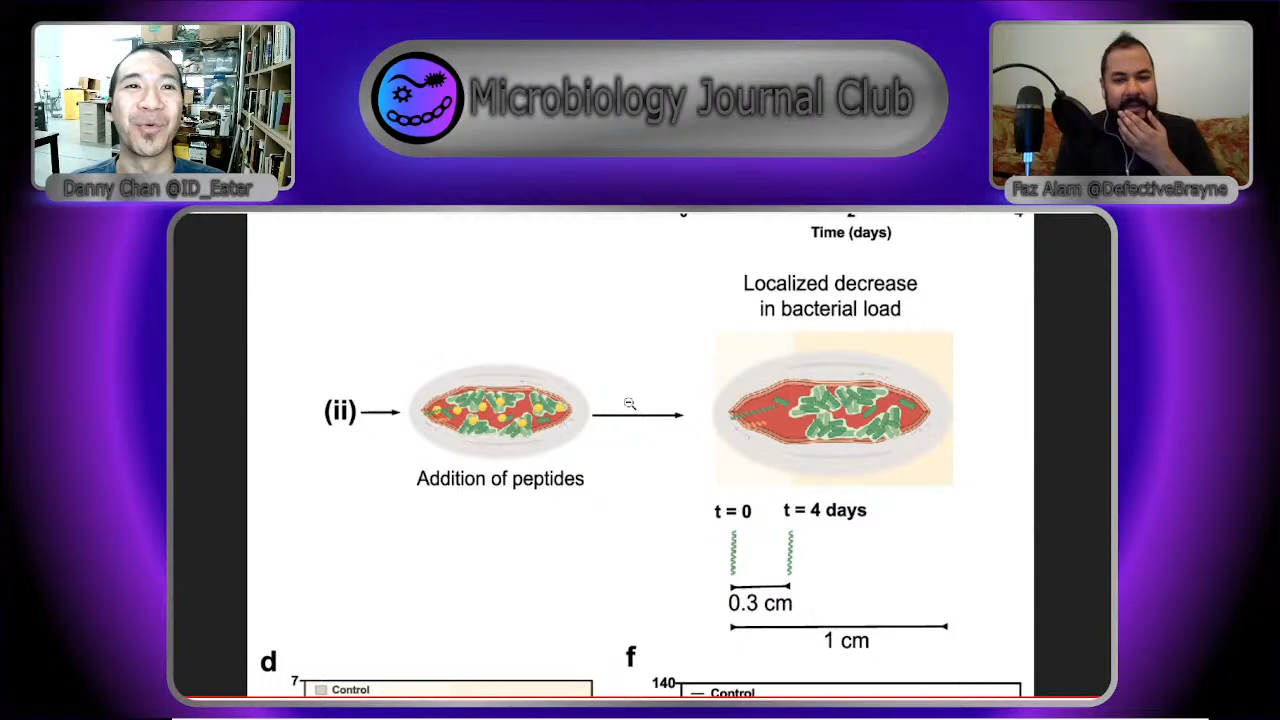 Microbiology Journal Club
Danny Chan @ID_Eater
Faz Alam @DefectiveBrayne
Time (days)
Localized decrease
in bacterial load
(ii)
Addition of peptides
t = 0
t = 4 days
0.3 cm
1 cm
d
f
7
Control
140
Control